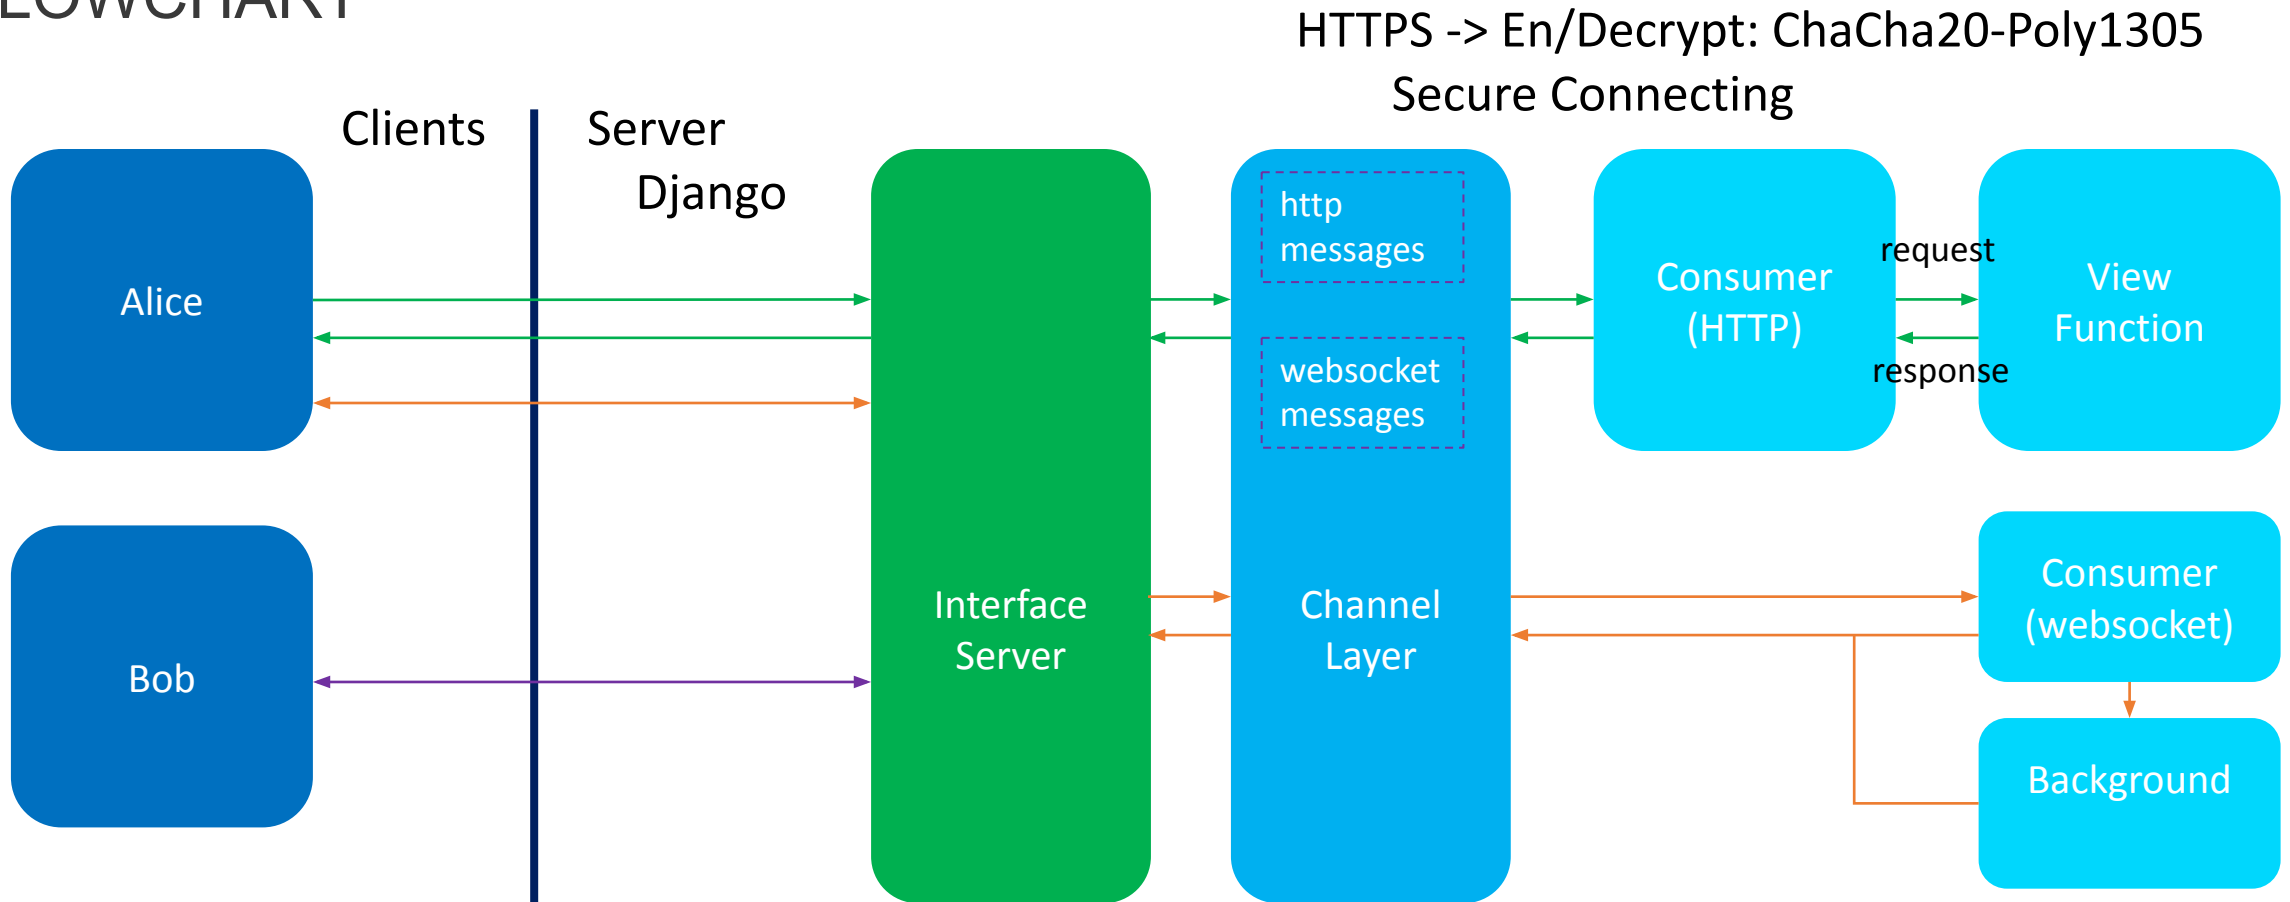 LOWCHART
HTTPS -> En/Decrypt: ChaCha20-Poly1305
Secure Connecting
Clients
Server
Django
Alice
http
messages
websocket
messages
Consumer
(HTTP)
request
response
View
Function
Bob
Interface
Server
Channel
Layer
Consumer
(websocket)
Background